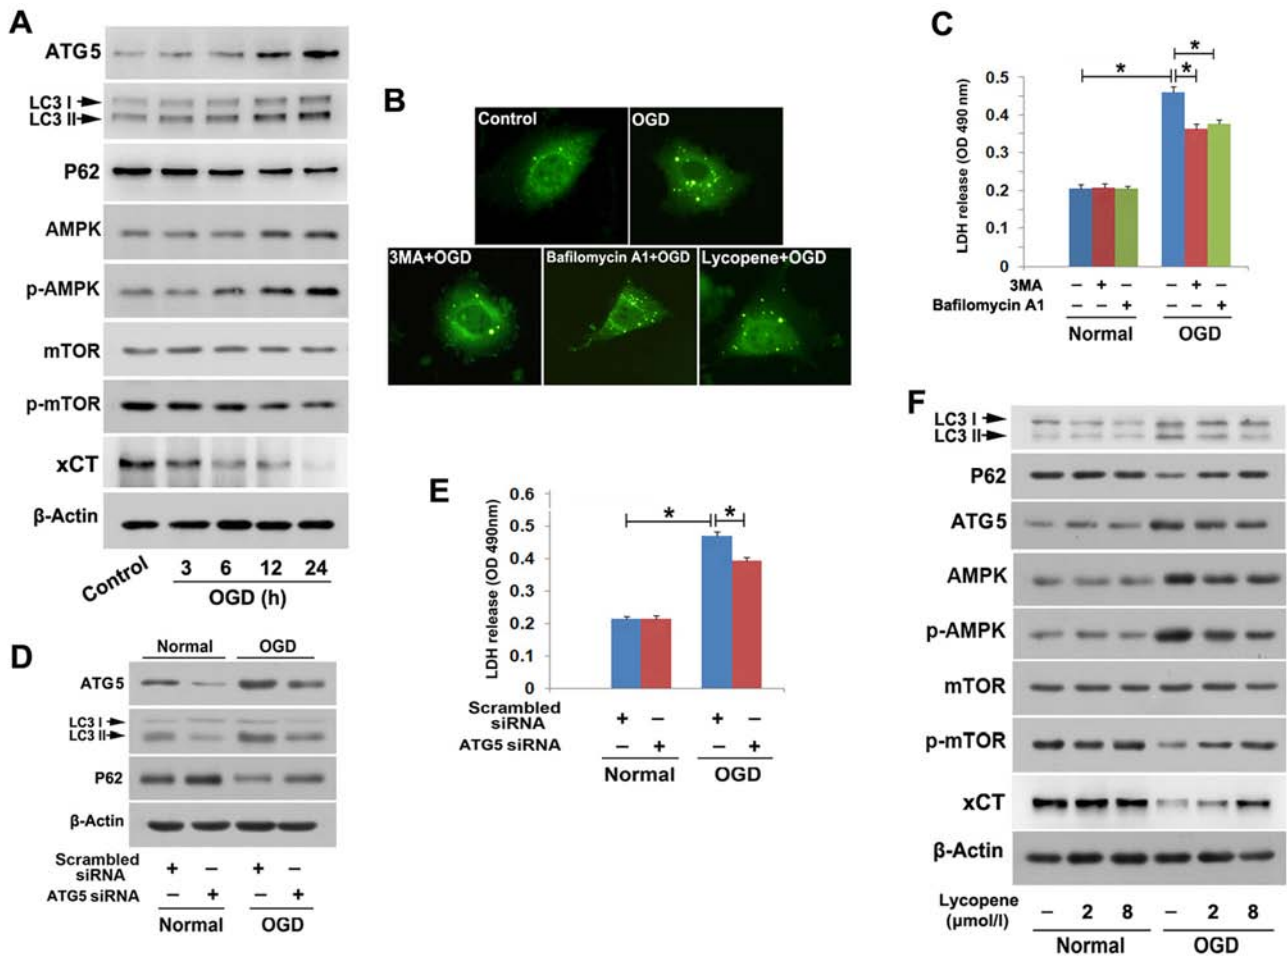 A
ATG5
LC3 I
LC3 II
P62
AMPK
p-AMPK
mTOR
p-mTOR
xCT
β-Actin
Control 3 6 12 24
OGD (h)
B
Control OGD
3MA+OGD Bafilomycin A1+OGD Lycopene+OGD
C
LDH release (OD 490 nm)
0.5
0.4
0.3
0.2
0.1
0
* * *
3MA – + – – + –
Bafilomycin A1 – – + – – +
Normal OGD
D
Normal OGD
ATG5
LC3 I
LC3 II
P62
β-Actin
Scrambled
siRNA + – + –
ATG5 siRNA – + – +
Normal OGD
E
LDH release (OD 490nm)
0.6
0.5
0.4
0.3
0.2
0.1
0
* *
Scrambled
siRNA + – + –
ATG5 siRNA – + – +
Normal OGD
F
LC3 I
LC3 II
P62
ATG5
AMPK
p-AMPK
mTOR
p-mTOR
xCT
β-Actin
Lycopene
(µmol/l) – 2 8 – 2 8
Normal OGD